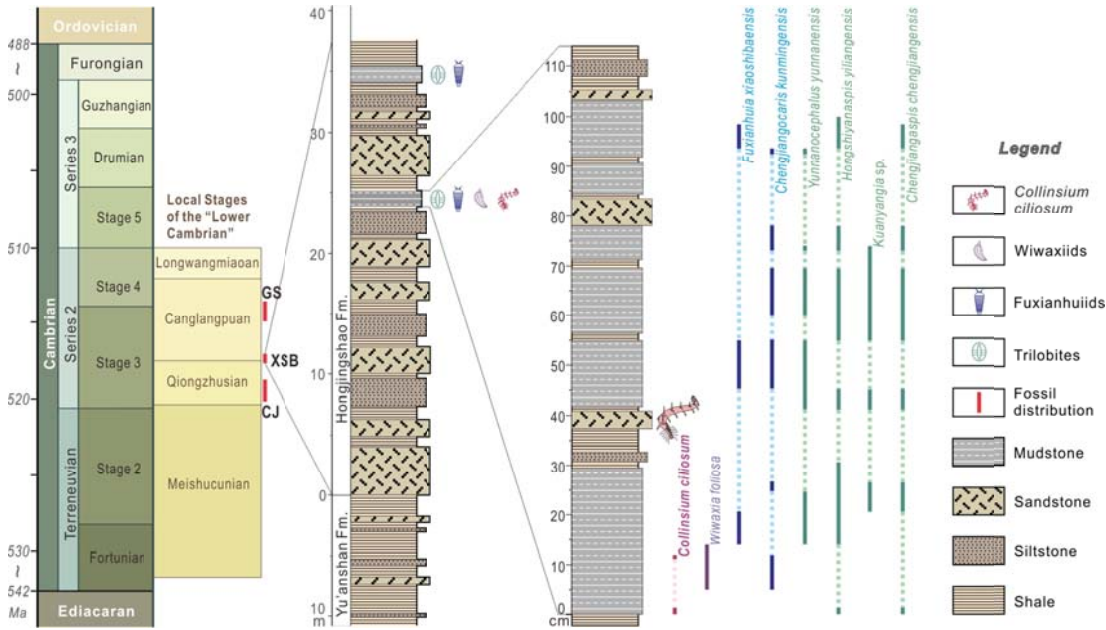 Ordovician
488
~
500
510
520
530
~
542
Ma
Cambrian
Furongian
Series 3
Guzhangian
Drumian
Stage 5
Series 2
Stage 4
Stage 3
Terreneuvian
Stage 2
Fortunian
Ediacaran
Local Stages
of the "Lower
Cambrian"
Longwangmiaoan
Canglangpuan
Qiongzhusian
Meishucunian
GS
XSB
CJ
40
30
20
10
0
10
m
Hongjingshao Fm.
Yu'anshan Fm.
110
100
90
80
70
60
50
40
30
20
10
0
cm
Collinsium ciliosum
Wiwaxia foliosa
Fuxianhuia xiaoshibaensis
Chengjiangocaris kunmingensis
Yunnanocephalus yunnanensis
Hongshiyanaspis yiliangensis
Kuanyangia sp.
Chengjiangaspis chengjiangensis
Legend
Collinsium
ciliosum
Wiwaxiids
Fuxianhuiids
Trilobites
Fossil
distribution
Mudstone
Sandstone
Siltstone
Shale